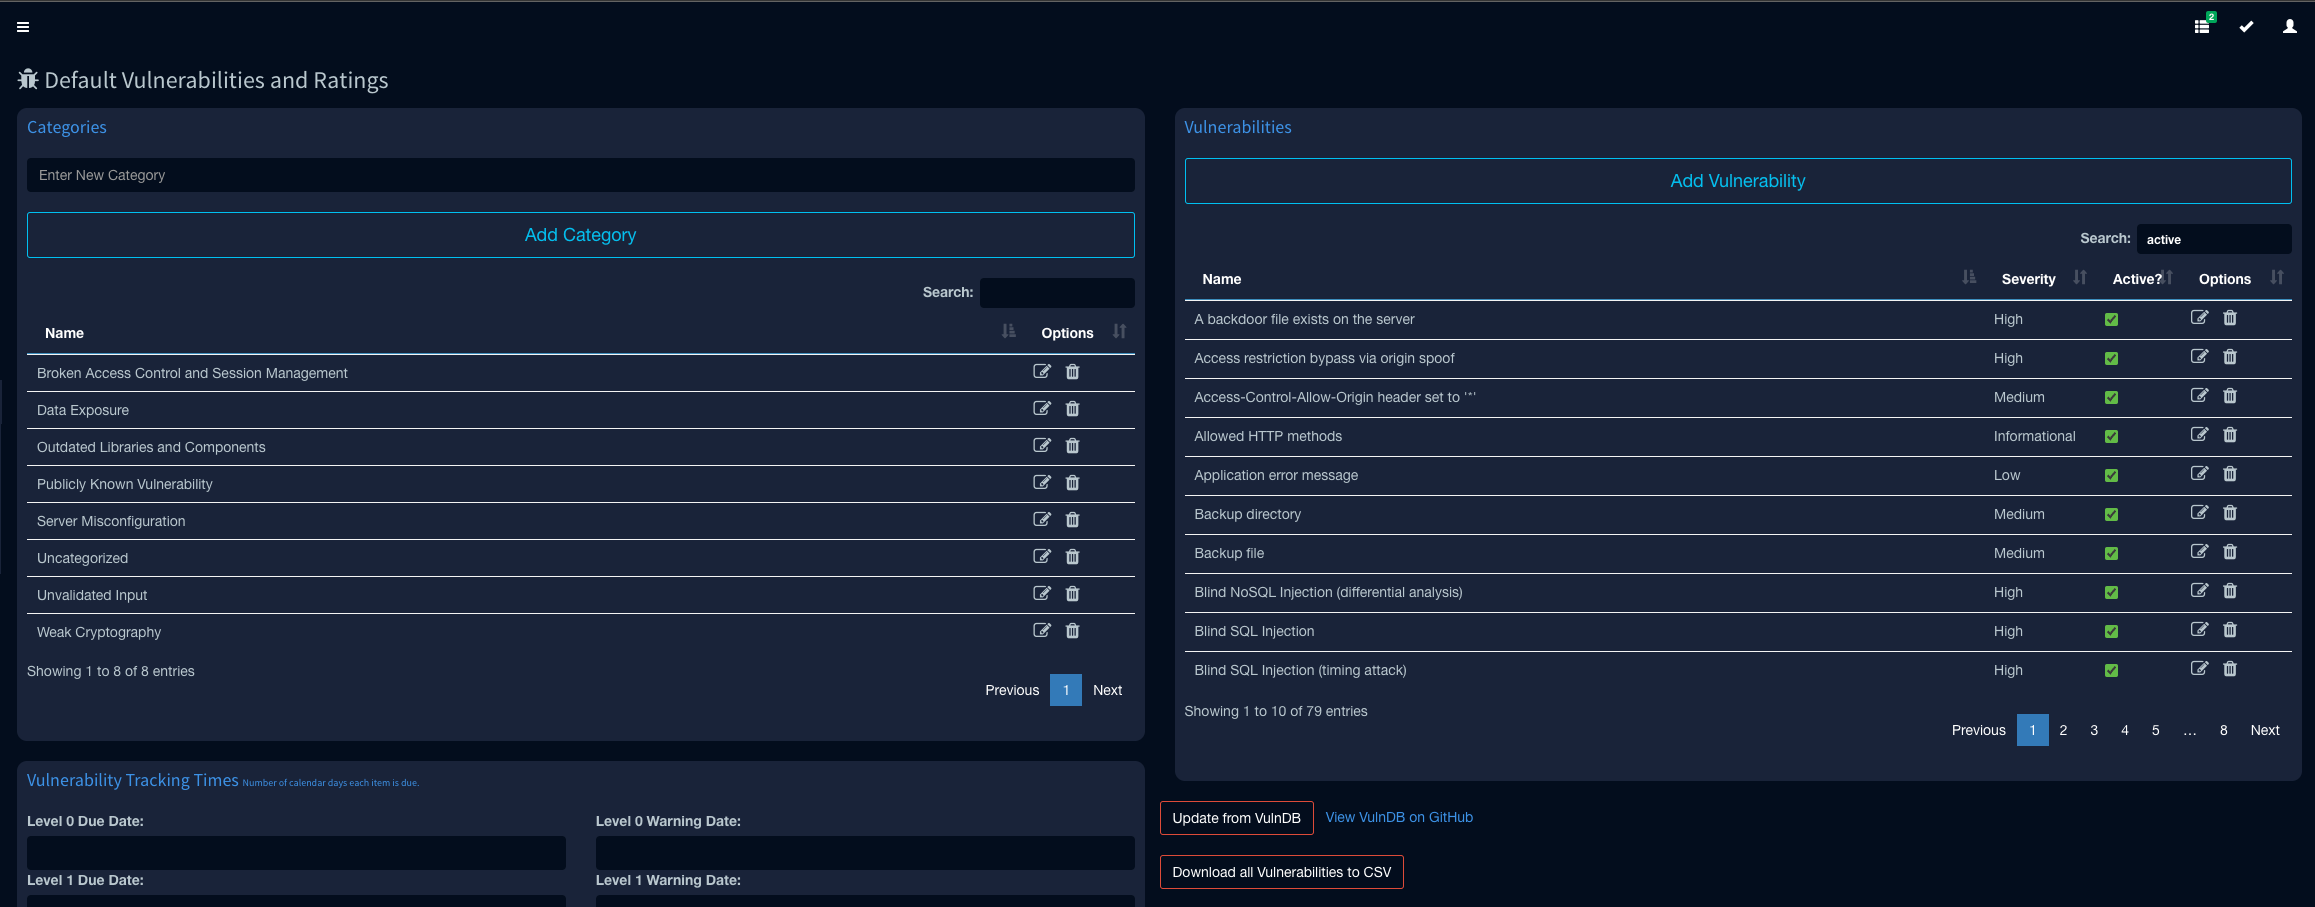 2
Default Vulnerabilities and Ratings
Categories
Enter New Category
Add Category
Search:
Name Options
Broken Access Control and Session Management
Data Exposure
Outdated Libraries and Components
Publicly Known Vulnerability
Server Misconfiguration
Uncategorized
Unvalidated Input
Weak Cryptography
Showing 1 to 8 of 8 entries
Previous 1 Next
Vulnerability Tracking Times Number of calendar days each item is due.
Level 0 Due Date: Level 0 Warning Date:
Level 1 Due Date: Level 1 Warning Date:
Vulnerabilities
Add Vulnerability
Search: active
Name Severity Active? Options
A backdoor file exists on the server High
Access restriction bypass via origin spoof High
Access-Control-Allow-Origin header set to '*' Medium
Allowed HTTP methods Informational
Application error message Low
Backup directory Medium
Backup file Medium
Blind NoSQL Injection (differential analysis) High
Blind SQL Injection High
Blind SQL Injection (timing attack) High
Showing 1 to 10 of 79 entries
Previous 1 2 3 4 5 … 8 Next
Update from VulnDB View VulnDB on GitHub
Download all Vulnerabilities to CSV